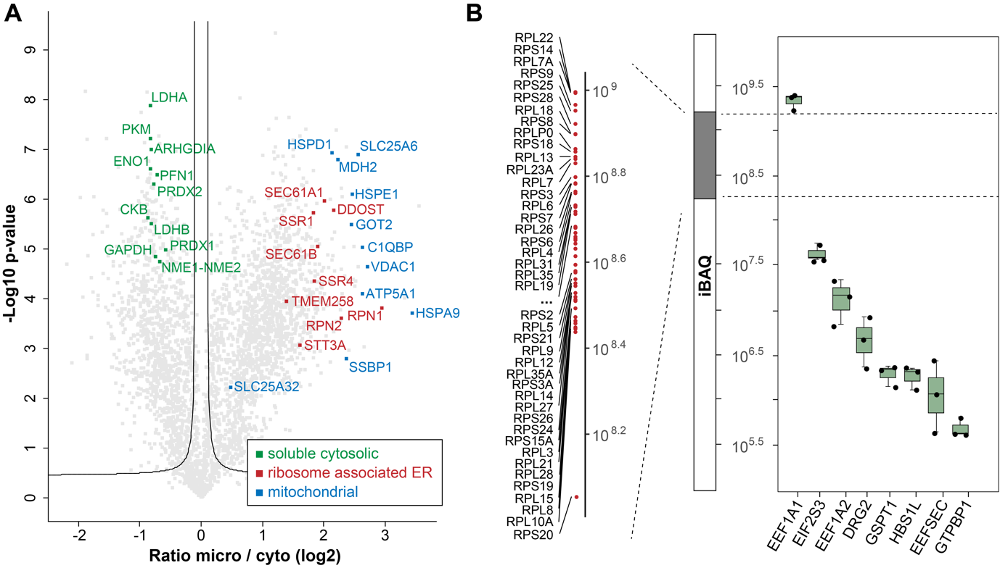 A
9
8
7
6
5
4
3
2
1
0
-Log10 p-value
-2
-1
0
1
2
3
Ratio micro / cyto (log2)
LDHA
PKM
ARHGDIA
ENO1
PFN1
PRDX2
CKB
LDHB
PRDX1
GAPDH
NME1-NME2
HSPD1
SLC25A6
MDH2
SEC61A1
HSPE1
DDOST
SSR1
GOT2
SEC61B
C1QBP
VDAC1
SSR4
ATP5A1
TMEM258
RPN1
HSPA9
RPN2
STT3A
SSBP1
SLC25A32
soluble cytosolic
ribosome associated ER
mitochondrial
B
RPL22
RPS14
RPL7A
RPS9
RPS25
RPS28
RPL18
RPS8
RPLP0
RPS18
RPL13
RPL23A
RPL7
RPS3
RPL6
RPS7
RPL26
RPS6
RPL4
RPL31
RPL35
RPL19
...
RPS2
RPL5
RPS21
RPL9
RPL12
RPL35A
RPS3A
RPL14
RPL27
RPS26
RPS24
RPS15A
RPL3
RPL21
RPL28
RPS19
RPL15
RPL8
RPL10A
RPS20
10^9
10^8.8
10^8.6
10^8.4
10^8.2
iBAQ
10^9.5
10^8.5
10^7.5
10^6.5
10^5.5
EEF1A1
EIF2S3
EEF1A2
DRG2
GSPT1
HBS1L
EEFSEC
GTPBP1